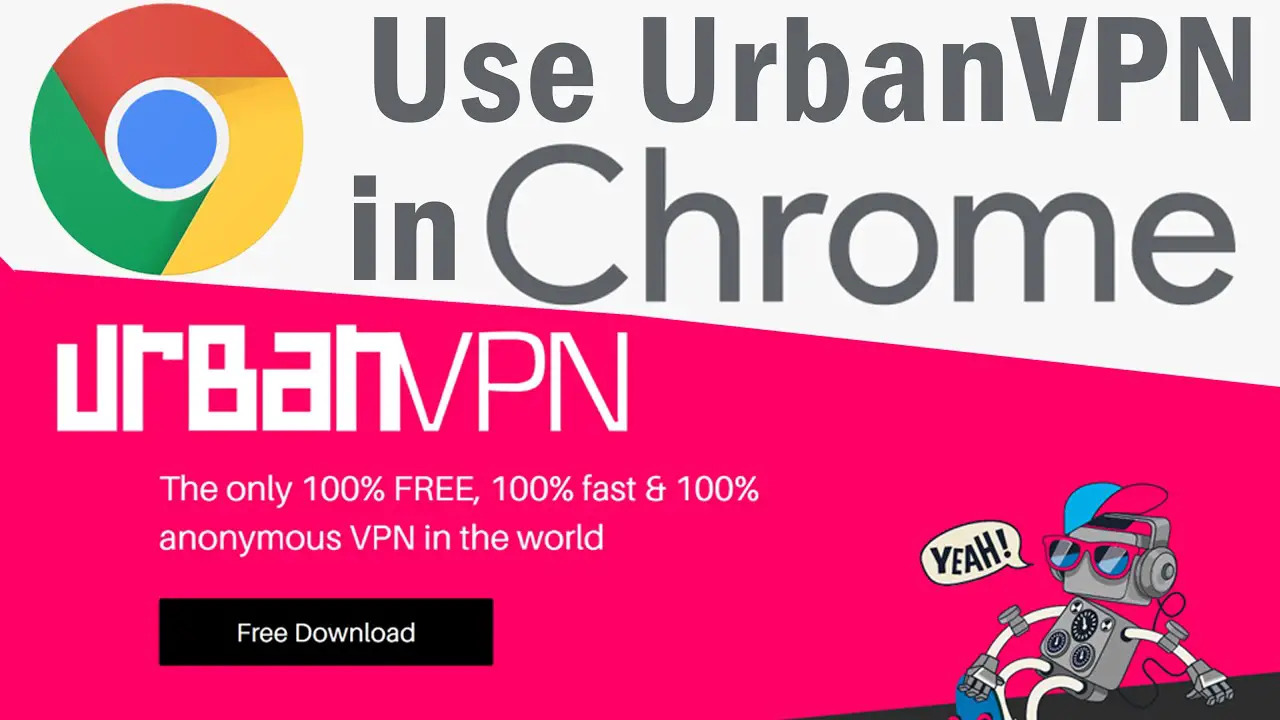 Use UrbanVPN
in Chrome
urBanVPN
The only 100% FREE, 100% fast & 100%
anonymous VPN in the world
YEAH!
Free Download